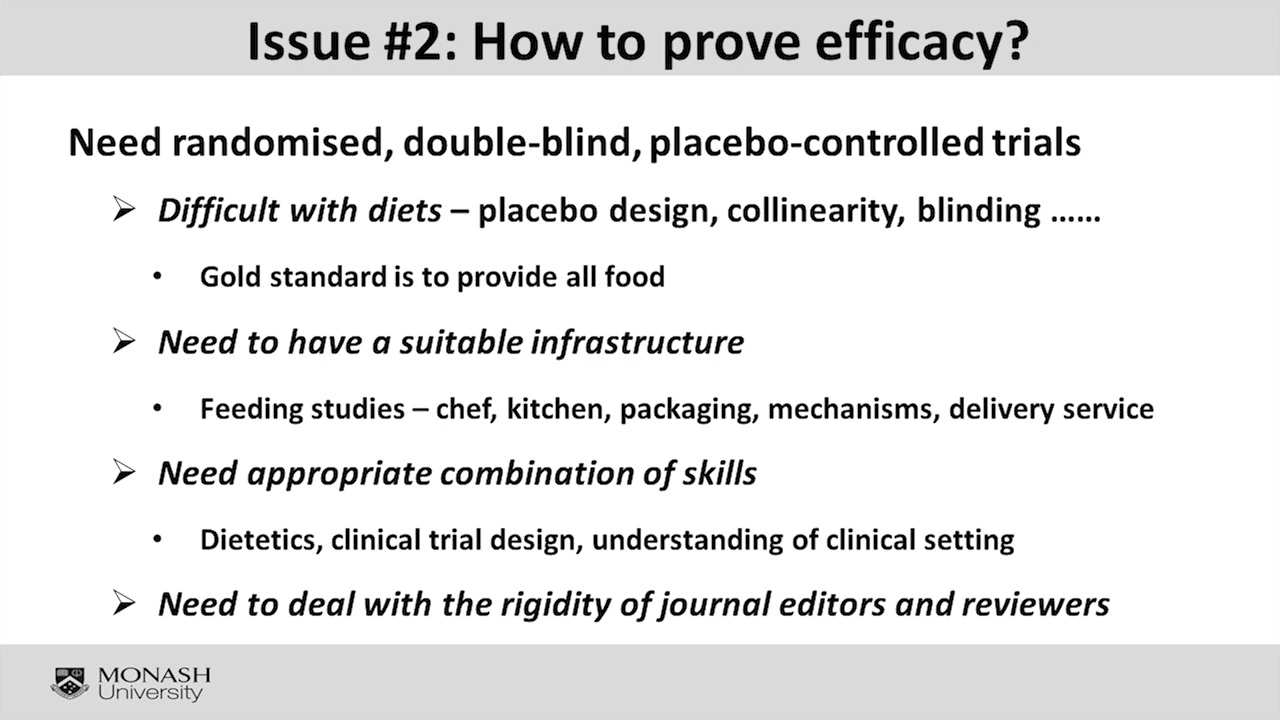 Issue #2: How to prove efficacy?
Need randomised, double-blind, placebo-controlled trials
➢ Difficult with diets – placebo design, collinearity, blinding ……
• Gold standard is to provide all food
➢ Need to have a suitable infrastructure
• Feeding studies – chef, kitchen, packaging, mechanisms, delivery service
➢ Need appropriate combination of skills
• Dietetics, clinical trial design, understanding of clinical setting
➢ Need to deal with the rigidity of journal editors and reviewers
MONASH
University